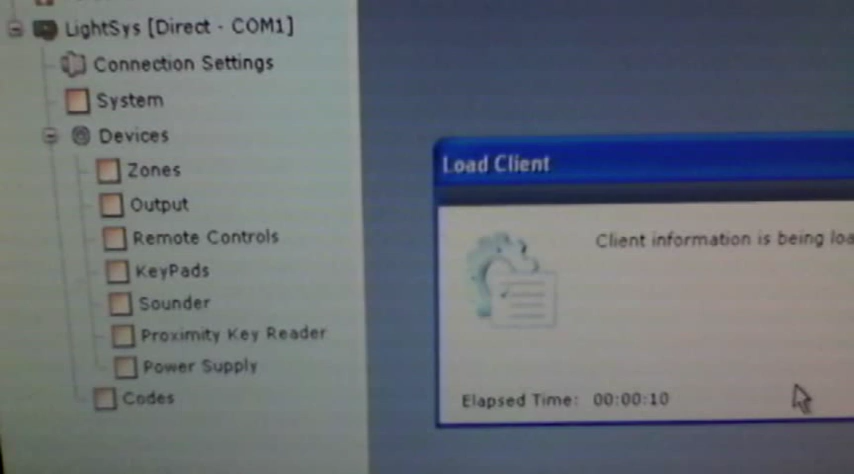 LightSys [Direct - COM1]
Connection Settings
System
Devices
Zones
Output
Remote Controls
KeyPads
Sounder
Proximity Key Reader
Power Supply
Codes
Load Client
Client information is being loa
Elapsed Time: 00:00:10